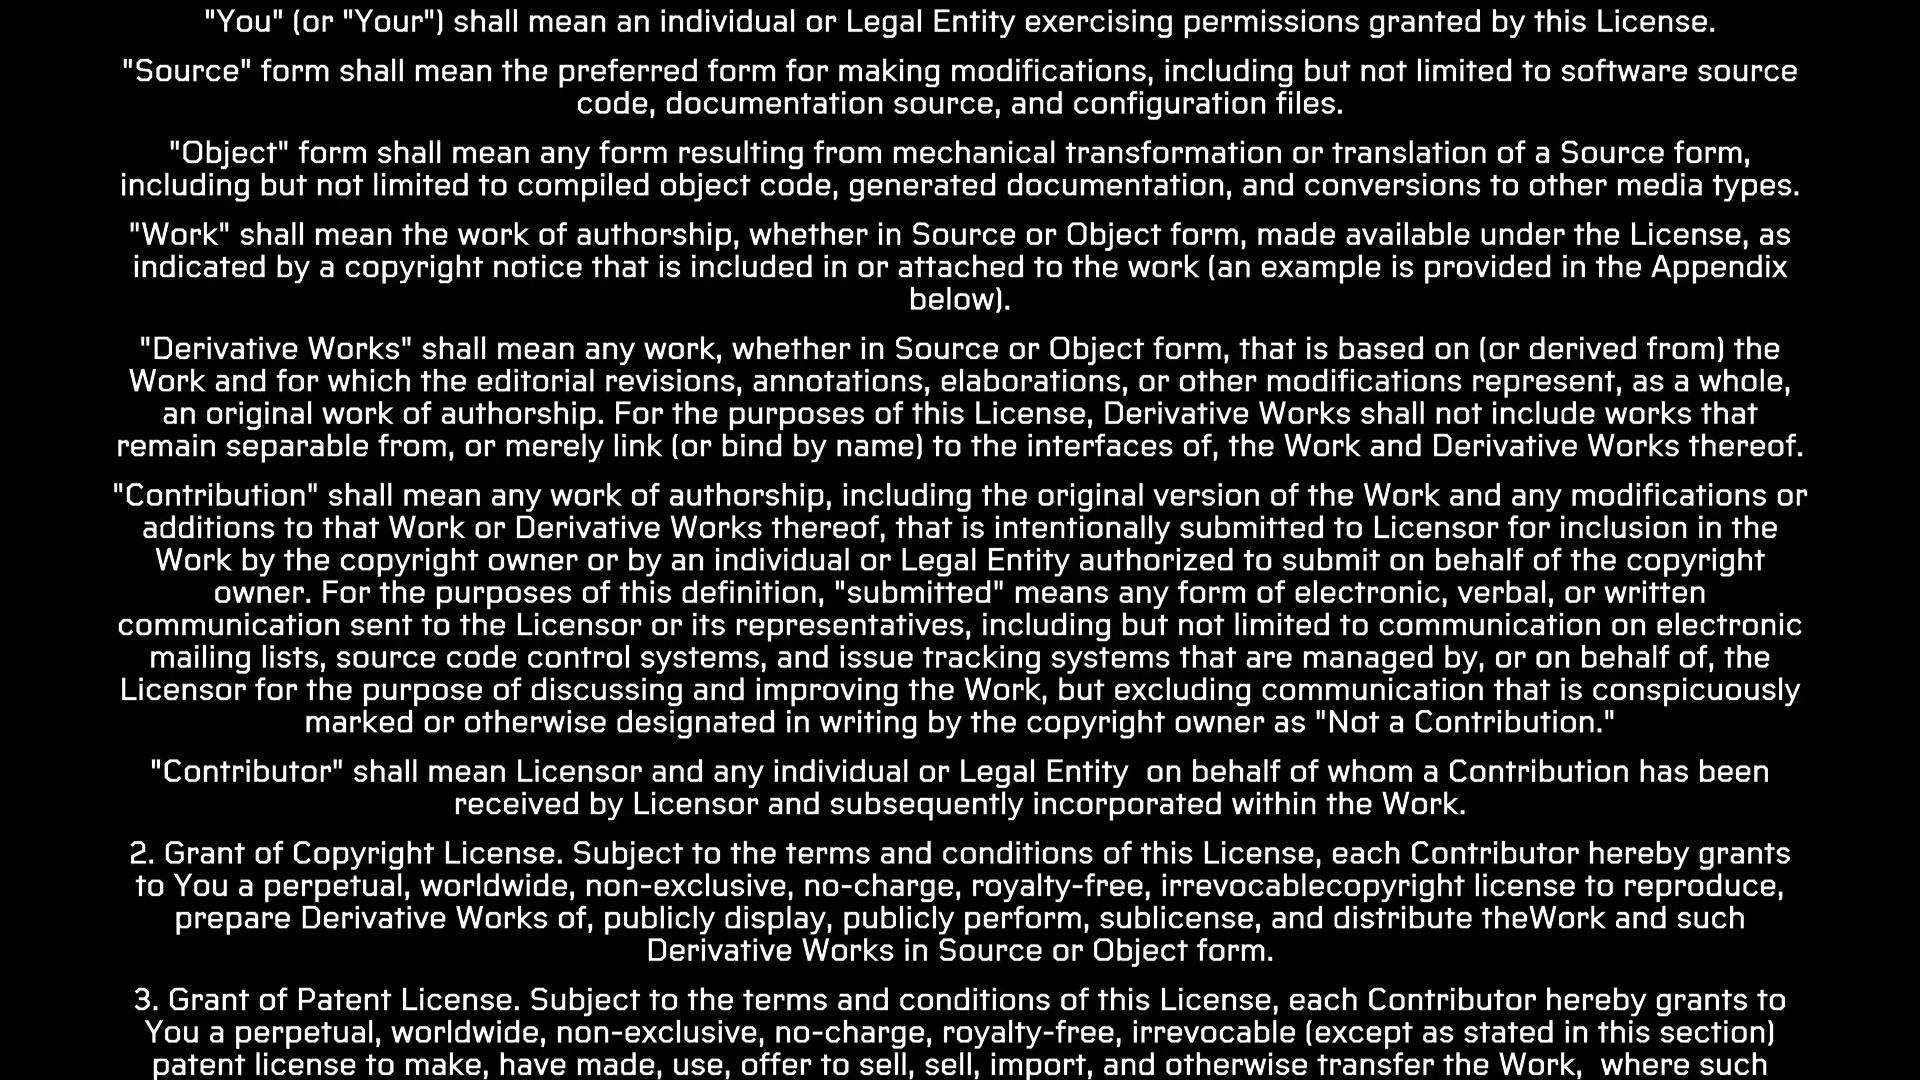 "You" (or "Your") shall mean an individual or Legal Entity exercising permissions granted by this License.
"Source" form shall mean the preferred form for making modifications, including but not limited to software source
code, documentation source, and configuration files.
"Object" form shall mean any form resulting from mechanical transformation or translation of a Source form,
including but not limited to compiled object code, generated documentation, and conversions to other media types.
"Work" shall mean the work of authorship, whether in Source or Object form, made available under the License, as
indicated by a copyright notice that is included in or attached to the work (an example is provided in the Appendix
below).
"Derivative Works" shall mean any work, whether in Source or Object form, that is based on (or derived from) the
Work and for which the editorial revisions, annotations, elaborations, or other modifications represent, as a whole,
an original work of authorship. For the purposes of this License, Derivative Works shall not include works that
remain separable from, or merely link (or bind by name) to the interfaces of, the Work and Derivative Works thereof.
"Contribution" shall mean any work of authorship, including the original version of the Work and any modifications or
additions to that Work or Derivative Works thereof, that is intentionally submitted to Licensor for inclusion in the
Work by the copyright owner or by an individual or Legal Entity authorized to submit on behalf of the copyright
owner. For the purposes of this definition, "submitted" means any form of electronic, verbal, or written
communication sent to the Licensor or its representatives, including but not limited to communication on electronic
mailing lists, source code control systems, and issue tracking systems that are managed by, or on behalf of, the
Licensor for the purpose of discussing and improving the Work, but excluding communication that is conspicuously
marked or otherwise designated in writing by the copyright owner as "Not a Contribution."
"Contributor" shall mean Licensor and any individual or Legal Entity  on behalf of whom a Contribution has been
received by Licensor and subsequently incorporated within the Work.
2. Grant of Copyright License. Subject to the terms and conditions of this License, each Contributor hereby grants
to You a perpetual, worldwide, non-exclusive, no-charge, royalty-free, irrevocablecopyright license to reproduce,
prepare Derivative Works of, publicly display, publicly perform, sublicense, and distribute theWork and such
Derivative Works in Source or Object form.
3. Grant of Patent License. Subject to the terms and conditions of this License, each Contributor hereby grants to
You a perpetual, worldwide, non-exclusive, no-charge, royalty-free, irrevocable (except as stated in this section)
patent license to make, have made, use, offer to sell, sell, import, and otherwise transfer the Work,  where such